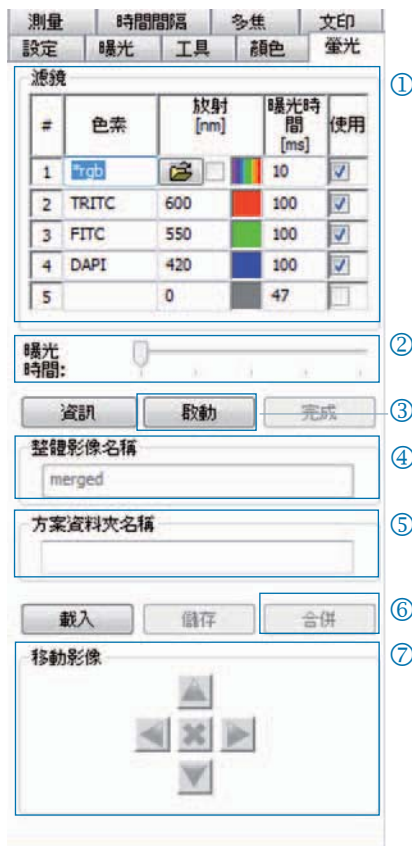 測量 時間間隔 多焦 文印
設定 曝光 工具 顏色 螢光
濾鏡
# 色素 放射 [nm] 曝光時間 [ms] 使用
1 *rgb 10
2 TRITC 600 100
3 FITC 550 100
4 DAPI 420 100
5 0 47
曝光
時間:
資訊 啟動 完成
整體影像名稱
merged
方案資料夾名稱
載入 儲存 合併
移動影像
①
②
③
④
⑤
⑥
⑦